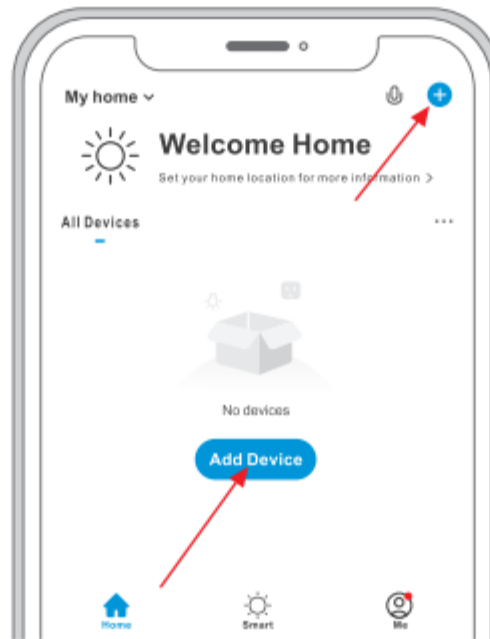 My home
Welcome Home
Set your home location for more information >
All Devices
...
No devices
Add Device
Home
Smart
Me